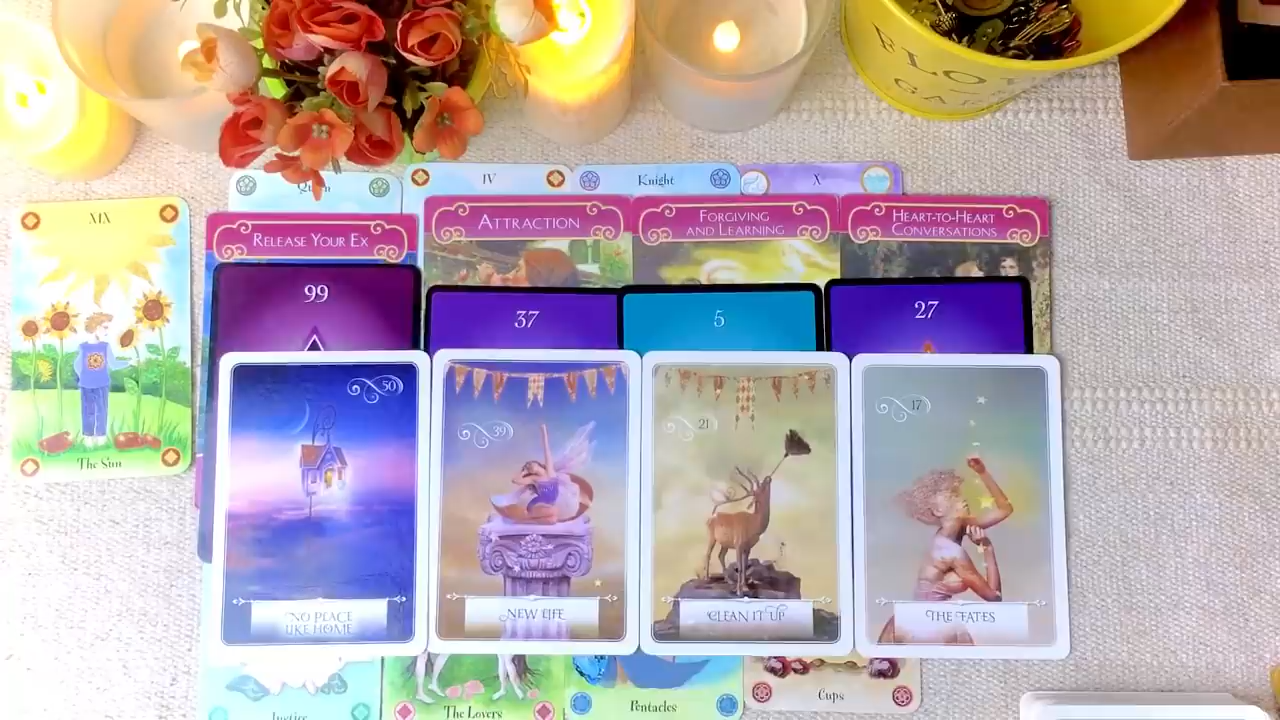 IV
Knight
X
XIX
Release Your Ex
Attraction
Forgiving
and Learning
Heart-to-Heart
Conversations
99
37
5
27
50
39
21
17
The Sun
No Place
Like Home
New Life
Clean It Up
The Fates
Justice
The Lovers
Pentacles
Cups